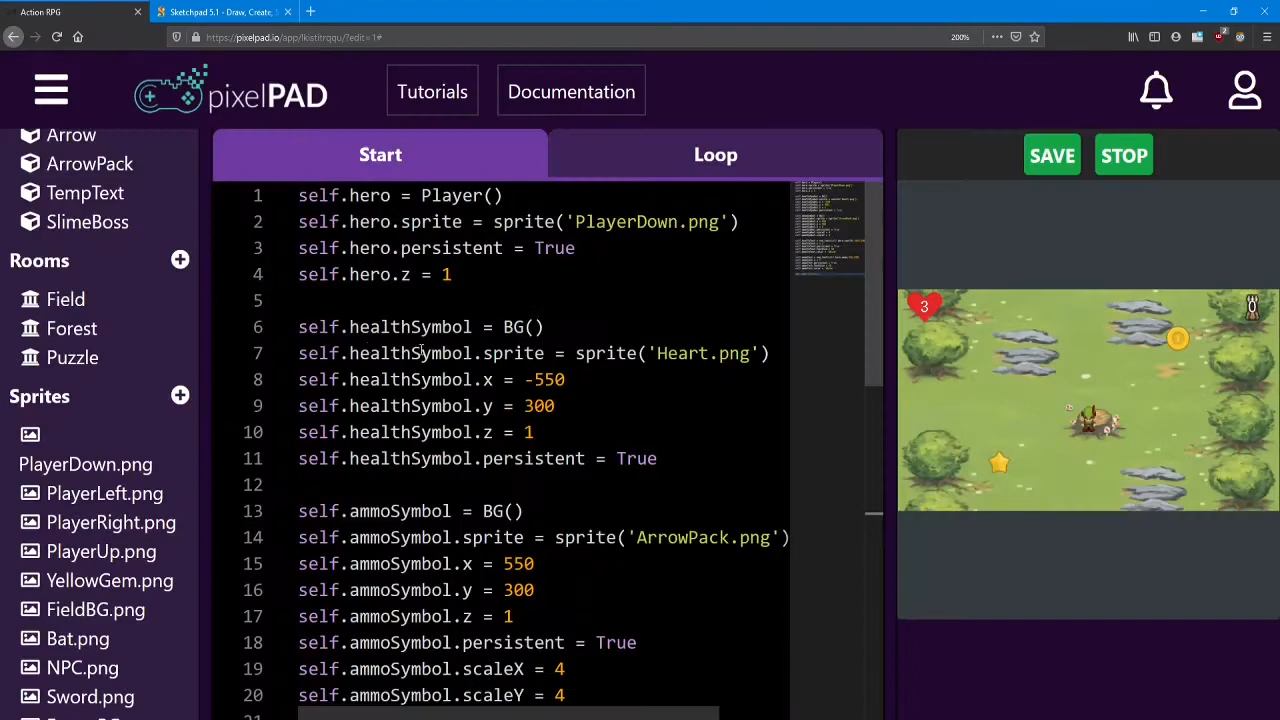 Action RPG
Sketchpad 5.1 - Draw, Create, S
https://pixelpad.io/app/lkistitrqqu/?edit=1#
200%
2
pixelPAD
Tutorials
Documentation
Arrow
ArrowPack
TempText
SlimeBoss
Rooms
Field
Forest
Puzzle
Sprites
PlayerDown.png
PlayerLeft.png
PlayerRight.png
PlayerUp.png
YellowGem.png
FieldBG.png
Bat.png
NPC.png
Sword.png
Start
Loop
1 self.hero = Player()
2 self.hero.sprite = sprite('PlayerDown.png')
3 self.hero.persistent = True
4 self.hero.z = 1
5
6 self.healthSymbol = BG()
7 self.healthSymbol.sprite = sprite('Heart.png')
8 self.healthSymbol.x = -550
9 self.healthSymbol.y = 300
10 self.healthSymbol.z = 1
11 self.healthSymbol.persistent = True
12
13 self.ammoSymbol = BG()
14 self.ammoSymbol.sprite = sprite('ArrowPack.png')
15 self.ammoSymbol.x = 550
16 self.ammoSymbol.y = 300
17 self.ammoSymbol.z = 1
18 self.ammoSymbol.persistent = True
19 self.ammoSymbol.scaleX = 4
20 self.ammoSymbol.scaleY = 4
SAVE
STOP
3
0